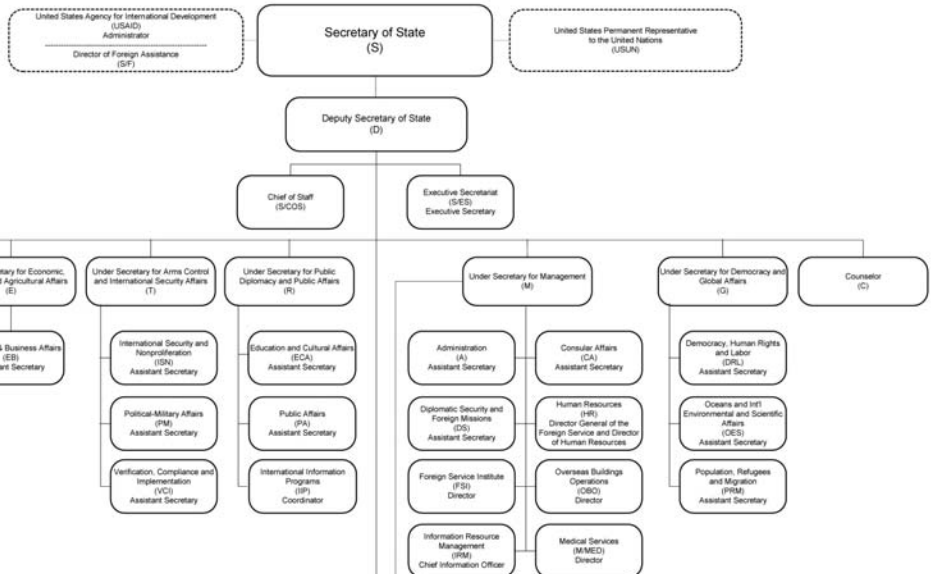 United States Agency for International Development
(USAID)
Administrator
Director of Foreign Assistance
(S/F)
Secretary of State
(S)
United States Permanent Representative
to the United Nations
(USUN)
Deputy Secretary of State
(D)
Chief of Staff
(S/COS)
Executive Secretariat
(S/ES)
Executive Secretary
for Economic,
Agricultural Affairs
(E)
Under Secretary for Arms Control
and International Security Affairs
(T)
Under Secretary for Public
Diplomacy and Public Affairs
(R)
Under Secretary for Management
(M)
Under Secretary for Democracy and
Global Affairs
(G)
Counselor
(C)
& Business Affairs
(EB)
Secretary
International Security and
Nonproliferation
(ISN)
Assistant Secretary
Education and Cultural Affairs
(ECA)
Assistant Secretary
Administration
(A)
Assistant Secretary
Consular Affairs
(CA)
Assistant Secretary
Democracy, Human Rights
and Labor
(DRL)
Assistant Secretary
Political-Military Affairs
(PM)
Assistant Secretary
Public Affairs
(PA)
Assistant Secretary
Diplomatic Security and
Foreign Missions
(DS)
Assistant Secretary
Human Resources
(HR)
Director General of the
Foreign Service and Director
of Human Resources
Oceans and Int'l
Environmental and Scientific
Affairs
(OES)
Assistant Secretary
Verification, Compliance and
Implementation
(VCI)
Assistant Secretary
International Information
Programs
(IIP)
Coordinator
Foreign Service Institute
(FSI)
Director
Overseas Buildings
Operations
(OBO)
Director
Population, Refugees
and Migration
(PRM)
Assistant Secretary
Information Resource
Management
(IRM)
Chief Information Officer
Medical Services
(M/MED)
Director